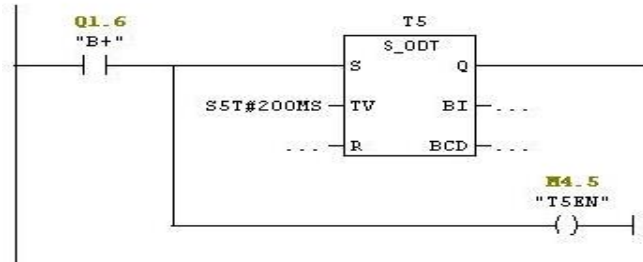 Q1.6
"B+"
T5
S_ODT
S Q
S5T#200MS TV BI ...
... R BCD ...
M4.5
"T5EN"